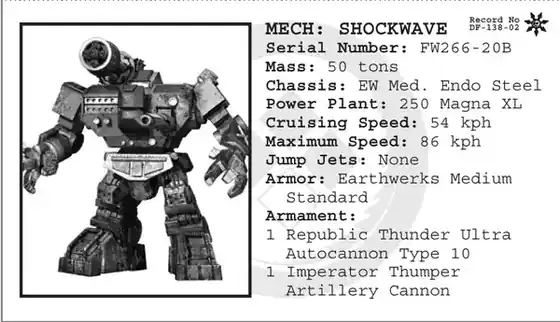 MECH: SHOCKWAVE
Record No
DF-138-02
Serial Number: FW266-20B
Mass: 50 tons
Chassis: EW Med. Endo Steel
Power Plant: 250 Magna XL
Cruising Speed: 54 kph
Maximum Speed: 86 kph
Jump Jets: None
Armor: Earthwerks Medium
Standard
Armament:
1 Republic Thunder Ultra
Autocannon Type 10
1 Imperator Thumper
Artillery Cannon